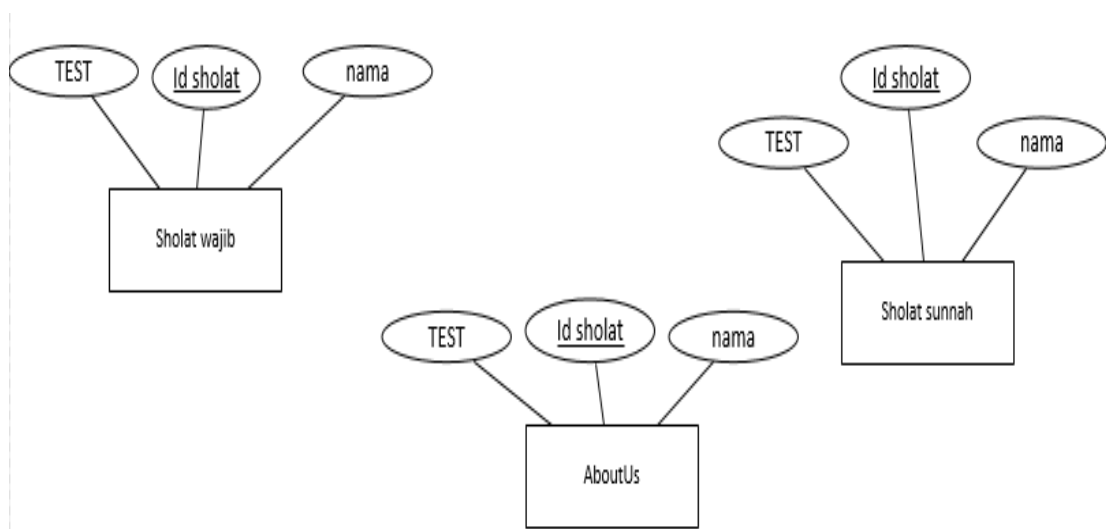 TEST
Id sholat
nama
Sholat wajib
Id sholat
TEST
nama
Sholat sunnah
TEST
Id sholat
nama
AboutUs